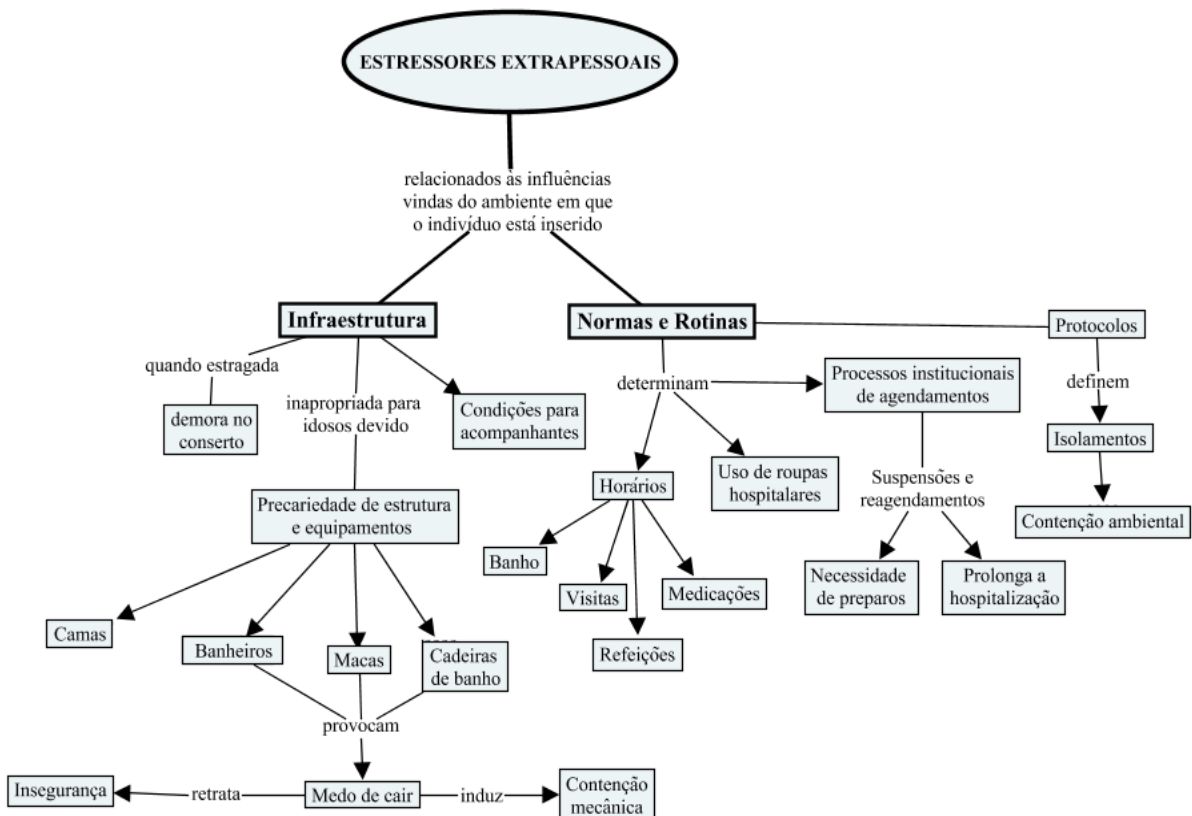 ESTRESSORES EXTRAPESSOAIS
relacionados às influências
vindas do ambiente em que
o indivíduo está inserido
Infraestrutura
Normas e Rotinas
Protocolos
quando estragada
demora no
conserto
inapropriada para
idosos devido
Condições para
acompanhantes
determinam
Processos institucionais
de agendamentos
definem
Isolamentos
Contenção ambiental
Horários
Uso de roupas
hospitalares
Suspensões e
reagendamentos
Precariedade de estrutura
e equipamentos
Banho
Visitas
Medicações
Refeições
Necessidade
de preparos
Prolonga a
hospitalização
Camas
Banheiros
Macas
Cadeiras
de banho
provocam
Insegurança
retrata
Medo de cair
induz
Contenção
mecânica